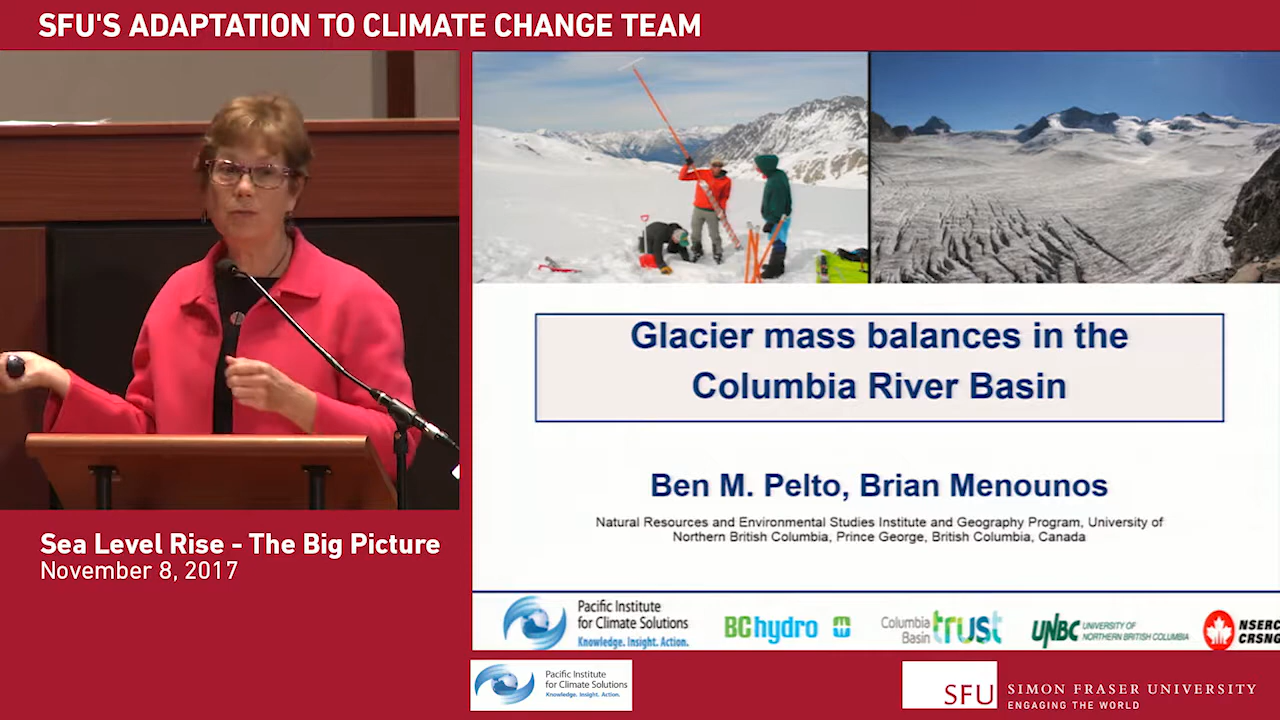 SFU'S ADAPTATION TO CLIMATE CHANGE TEAM
Glacier mass balances in the
Columbia River Basin
Ben M. Pelto, Brian Menounos
Natural Resources and Environmental Studies Institute and Geography Program, University of
Northern British Columbia, Prince George, British Columbia, Canada
Sea Level Rise - The Big Picture
November 8, 2017
Pacific Institute
for Climate Solutions
Knowledge. Insight. Action.
BC hydro
Columbia
Basin
trust
UNBC
UNIVERSITY OF
NORTHERN BRITISH COLUMBIA
NSERC
CRSNG
Pacific Institute
for Climate Solutions
Knowledge. Insight. Action.
SFU
SIMON FRASER UNIVERSITY
ENGAGING THE WORLD